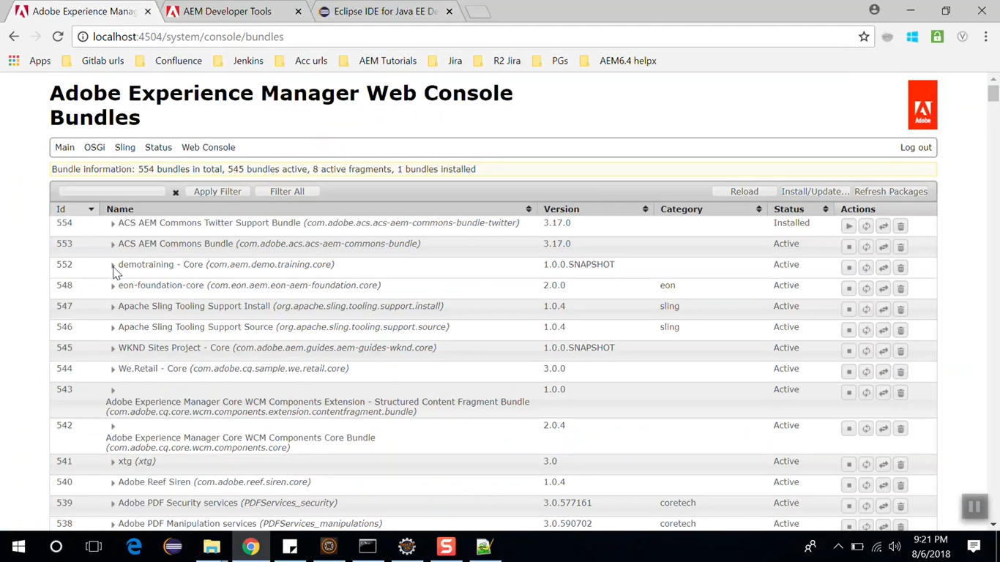 Adobe Experience Manag
AEM Developer Tools
Eclipse IDE for Java EE De
localhost:4504/system/console/bundles
Apps Gitlab urls Confluence Jenkins Acc urls AEM Tutorials Jira R2 Jira PGs AEM6.4 helpx
Adobe Experience Manager Web Console
Bundles
Adobe
Main OSGi Sling Status Web Console Log out
Bundle information: 554 bundles in total, 545 bundles active, 8 active fragments, 1 bundles installed
Apply Filter Filter All Reload Install/Update... Refresh Packages
Id Name Version Category Status Actions
554 ACS AEM Commons Twitter Support Bundle (com.adobe.acs.acs-aem-commons-bundle-twitter) 3.17.0 Installed
553 ACS AEM Commons Bundle (com.adobe.acs.acs-aem-commons-bundle) 3.17.0 Active
552 demotraining - Core (com.aem.demo.training.core) 1.0.0.SNAPSHOT Active
548 eon-foundation-core (com.eon.aem.eon-aem-foundation.core) 2.0.0 eon Active
547 Apache Sling Tooling Support Install (org.apache.sling.tooling.support.install) 1.0.4 sling Active
546 Apache Sling Tooling Support Source (org.apache.sling.tooling.support.source) 1.0.4 sling Active
545 WKND Sites Project - Core (com.adobe.aem.guides.aem-guides-wknd.core) 1.0.0.SNAPSHOT Active
544 We.Retail - Core (com.adobe.cq.sample.we.retail.core) 3.0.0 Active
543 1.0.0 Active
Adobe Experience Manager Core WCM Components Extension - Structured Content Fragment Bundle
(com.adobe.cq.core.wcm.components.extension.contentfragment.bundle)
542 2.0.4 Active
Adobe Experience Manager Core WCM Components Core Bundle
(com.adobe.cq.core.wcm.components.core)
541 xtg (xtg) 3.0 Active
540 Adobe Reef Siren (com.adobe.reef.siren.core) 1.0.4 Active
539 Adobe PDF Security services (PDFServices_security) 3.0.577161 coretech Active
538 Adobe PDF Manipulation services (PDFServices_manipulations) 3.0.590702 coretech Active
9:21 PM
8/6/2018